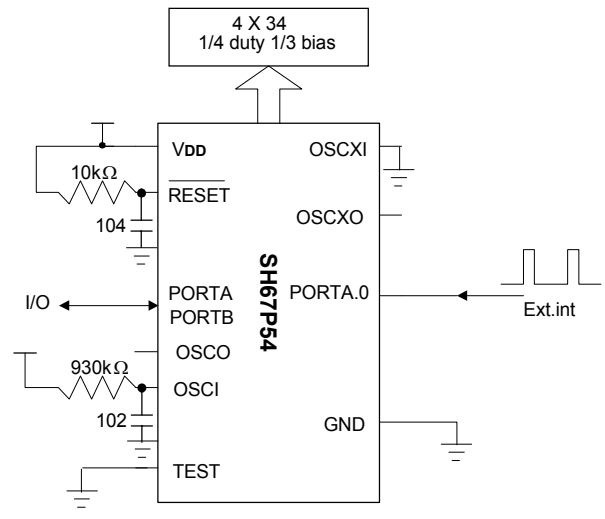 4 X 34
1/4 duty 1/3 bias
VDD
OSCXI
10kΩ
RESET
104
OSCXO
SH67P54
I/O
PORTA
PORTB
PORTA.0
Ext.int
OSCO
930kΩ
OSCI
102
GND
TEST